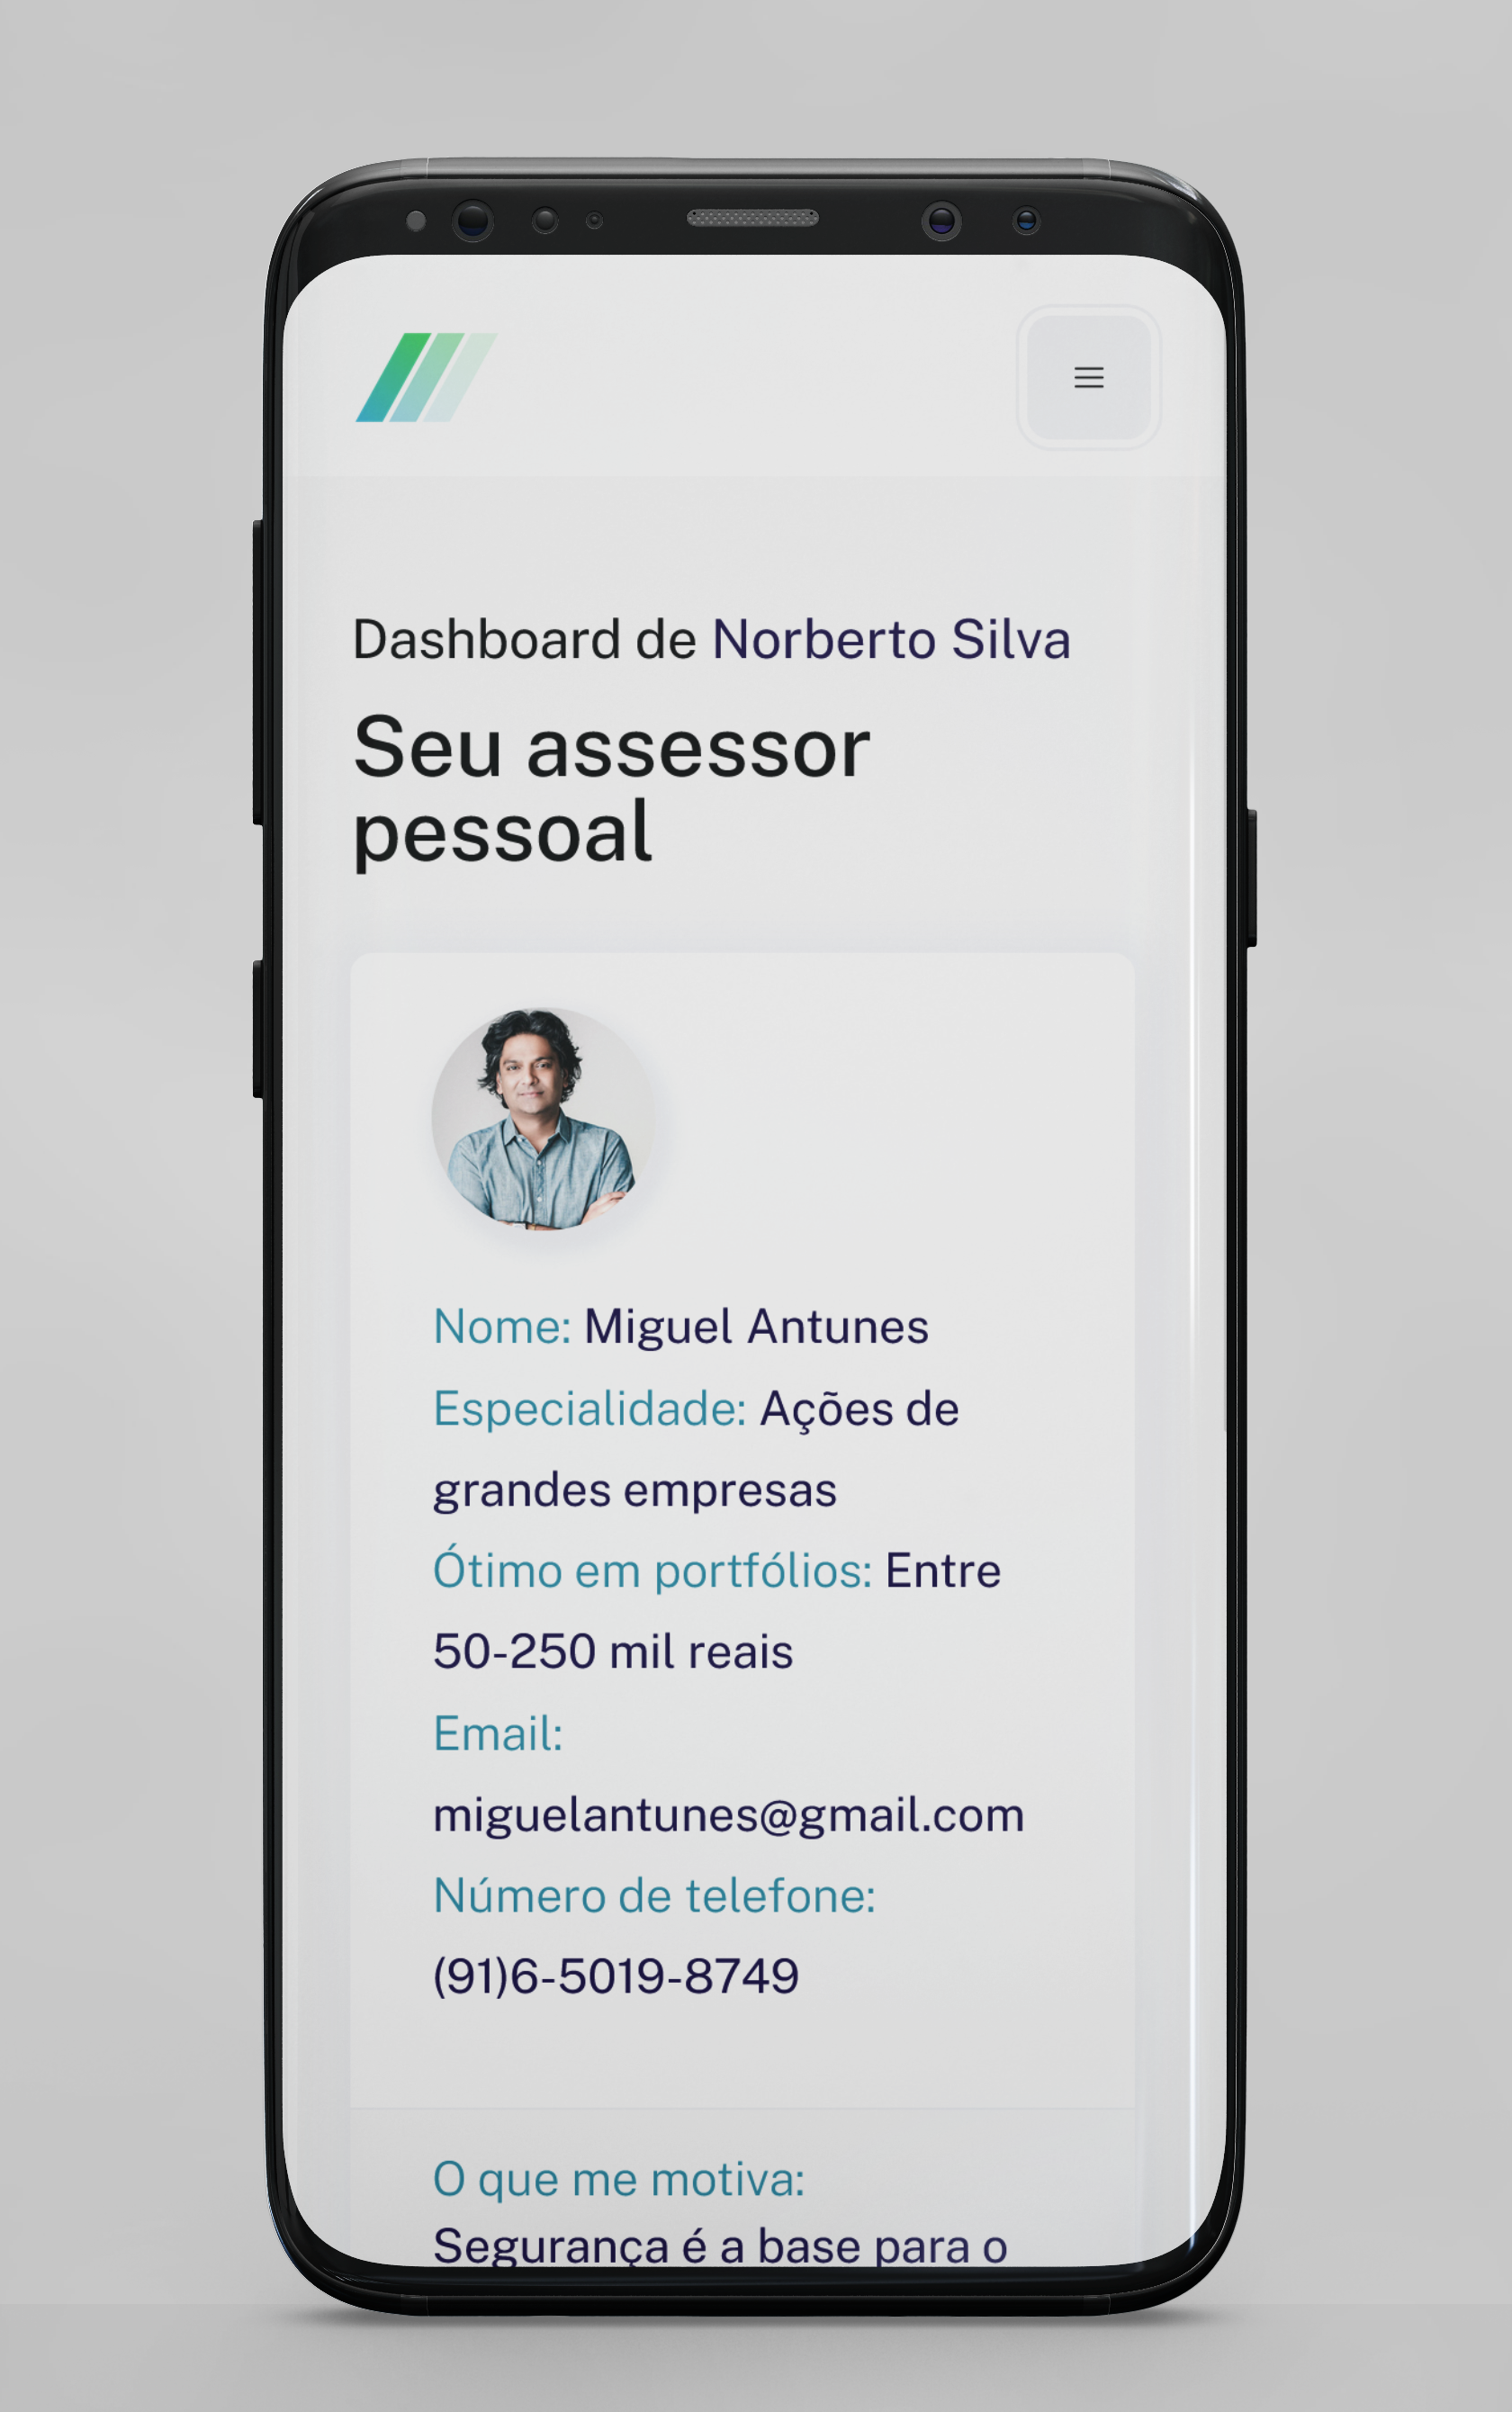 Dashboard de Norberto Silva
Seu assessor
pessoal
Nome: Miguel Antunes
Especialidade: Ações de
grandes empresas
Ótimo em portfólios: Entre
50-250 mil reais
Email:
miguelantunes@gmail.com
Número de telefone:
(91)6-5019-8749
O que me motiva:
Segurança é a base para o